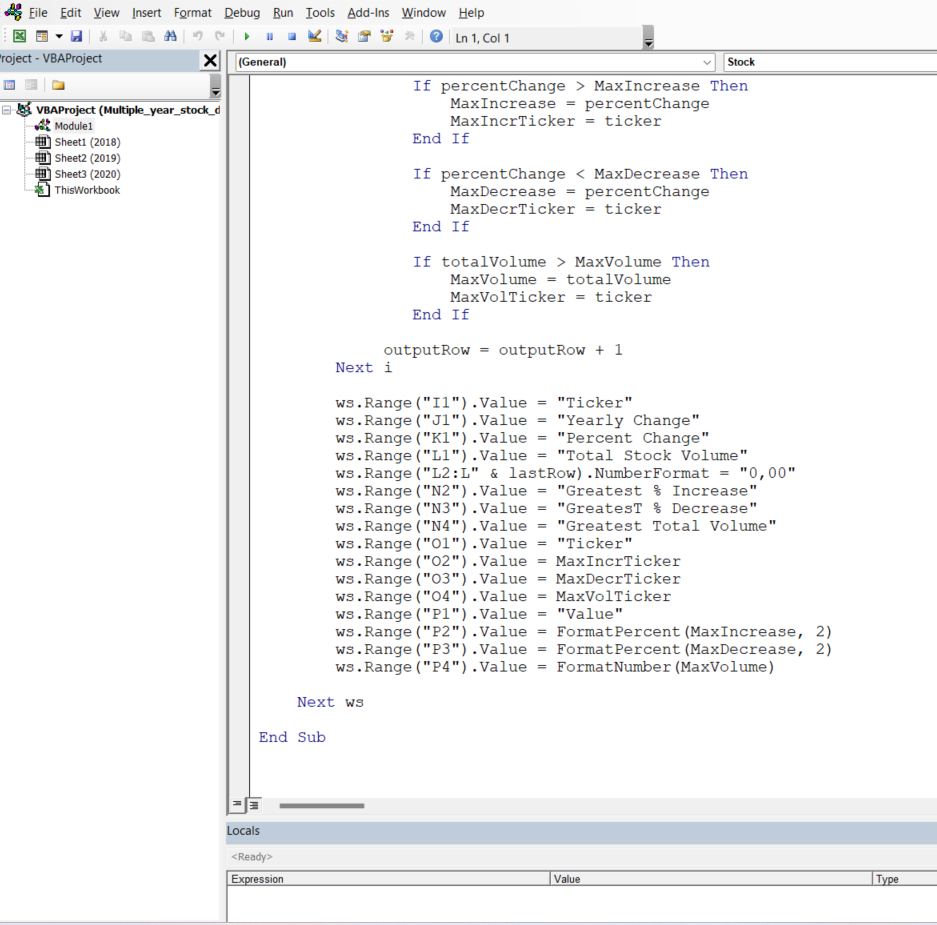 File Edit View Insert Format Debug Run Tools Add-Ins Window Help
Ln 1, Col 1
roject - VBAProject
(General) Stock
VBAProject (Multiple_year_stock_d
Module1
Sheet1 (2018)
Sheet2 (2019)
Sheet3 (2020)
ThisWorkbook
If percentChange > MaxIncrease Then
MaxIncrease = percentChange
MaxIncrTicker = ticker
End If
If percentChange < MaxDecrease Then
MaxDecrease = percentChange
MaxDecrTicker = ticker
End If
If totalVolume > MaxVolume Then
MaxVolume = totalVolume
MaxVolTicker = ticker
End If
outputRow = outputRow + 1
Next i
ws.Range("I1").Value = "Ticker"
ws.Range("J1").Value = "Yearly Change"
ws.Range("K1").Value = "Percent Change"
ws.Range("L1").Value = "Total Stock Volume"
ws.Range("L2:L" & lastRow).NumberFormat = "0,00"
ws.Range("N2").Value = "Greatest % Increase"
ws.Range("N3").Value = "GreatesT % Decrease"
ws.Range("N4").Value = "Greatest Total Volume"
ws.Range("O1").Value = "Ticker"
ws.Range("O2").Value = MaxIncrTicker
ws.Range("O3").Value = MaxDecrTicker
ws.Range("O4").Value = MaxVolTicker
ws.Range("P1").Value = "Value"
ws.Range("P2").Value = FormatPercent(MaxIncrease, 2)
ws.Range("P3").Value = FormatPercent(MaxDecrease, 2)
ws.Range("P4").Value = FormatNumber(MaxVolume)
Next ws
End Sub
Locals
<Ready>
Expression Value Type